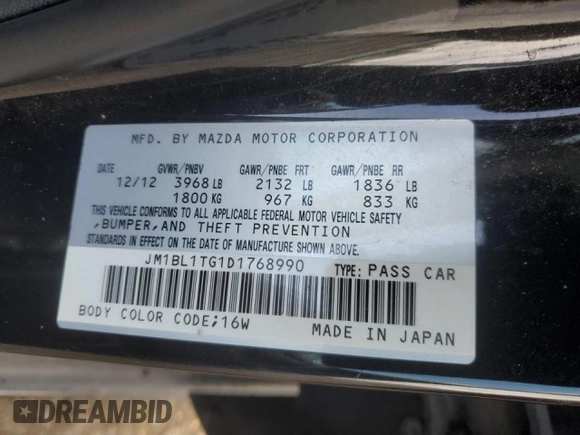 MFD. BY MAZDA MOTOR CORPORATION
DATE GVWR/PNBV GAWR/PNBE FRT GAWR/PNBE RR
12/12 3968 LB 2132 LB 1836 LB
1800 KG 967 KG 833 KG
THIS VEHICLE CONFORMS TO ALL APPLICABLE FEDERAL MOTOR VEHICLE SAFETY
,BUMPER,AND THEFT PREVENTION
STANDARDS IN EFFECT ON THE DATE OF MANUFACTURE SHOWN ABOVE.
JM1BL1TG1D1768990 TYPE: PASS CAR
BODY COLOR CODE;16W MADE IN JAPAN
DREAMBID